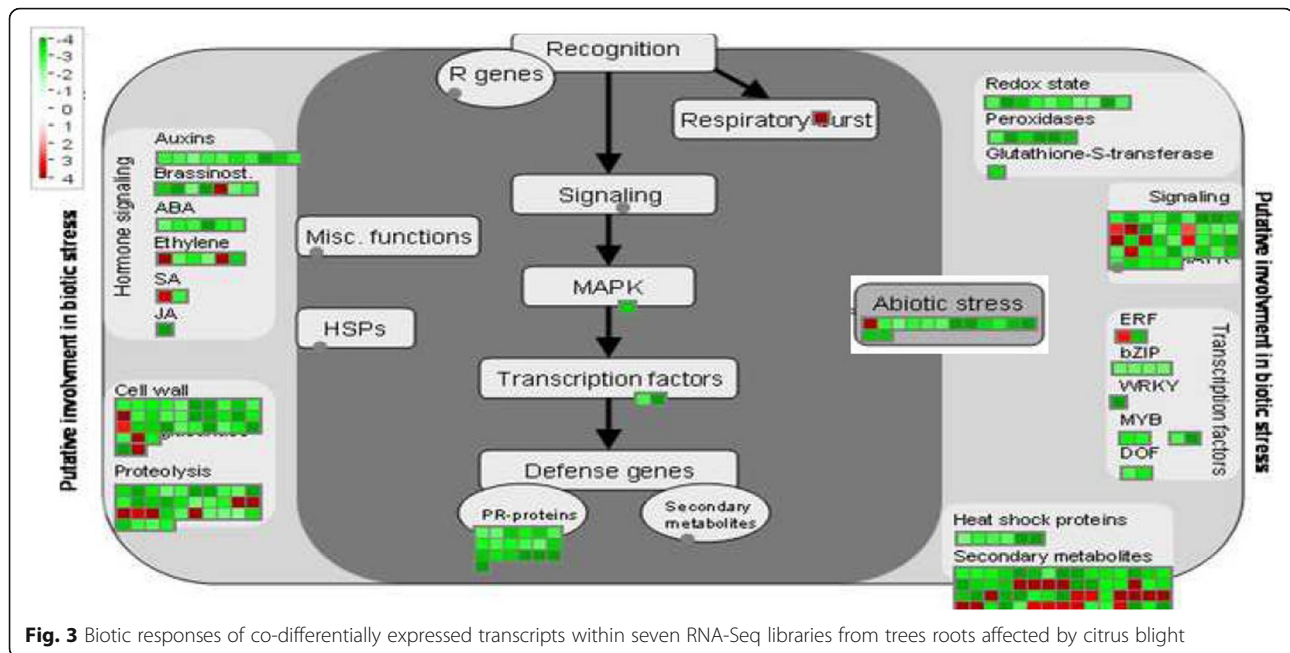 -4
-3
-2
-1
0
1
2
3
4
Recognition
R genes
Respiratory burst
Signaling
Misc. functions
MAPK
HSPs
Transcription factors
Defense genes
PR-proteins
Secondary
metabolites
Abiotic stress
Putative involvment in biotic stress
Hormone signaling
Auxins
Brassinost.
ABA
Ethylene
SA
JA
Cell wall
Proteolysis
Redox state
Peroxidases
Glutathione-S-transferase
Signaling
ERF
bZIP
WRKY
MYB
DOF
Transcription factors
Putative involvment in biotic stress
Heat shock proteins
Secondary metabolites
Fig. 3 Biotic responses of co-differentially expressed transcripts within seven RNA-Seq libraries from trees roots affected by citrus blight